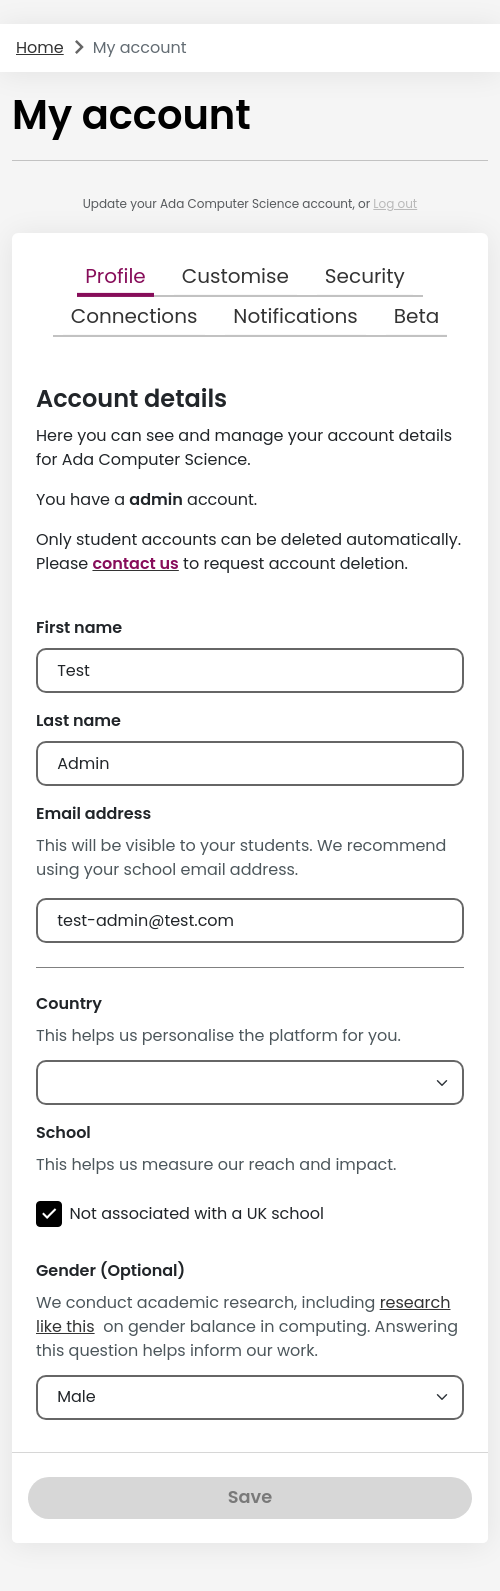 Home > My account
My account
Update your Ada Computer Science account, or Log out
Profile Customise Security
Connections Notifications Beta
Account details
Here you can see and manage your account details
for Ada Computer Science.
You have a admin account.
Only student accounts can be deleted automatically.
Please contact us to request account deletion.
First name
Test
Last name
Admin
Email address
This will be visible to your students. We recommend
using your school email address.
test-admin@test.com
Country
This helps us personalise the platform for you.
School
This helps us measure our reach and impact.
Not associated with a UK school
Gender (Optional)
We conduct academic research, including research
like this on gender balance in computing. Answering
this question helps inform our work.
Male
Save